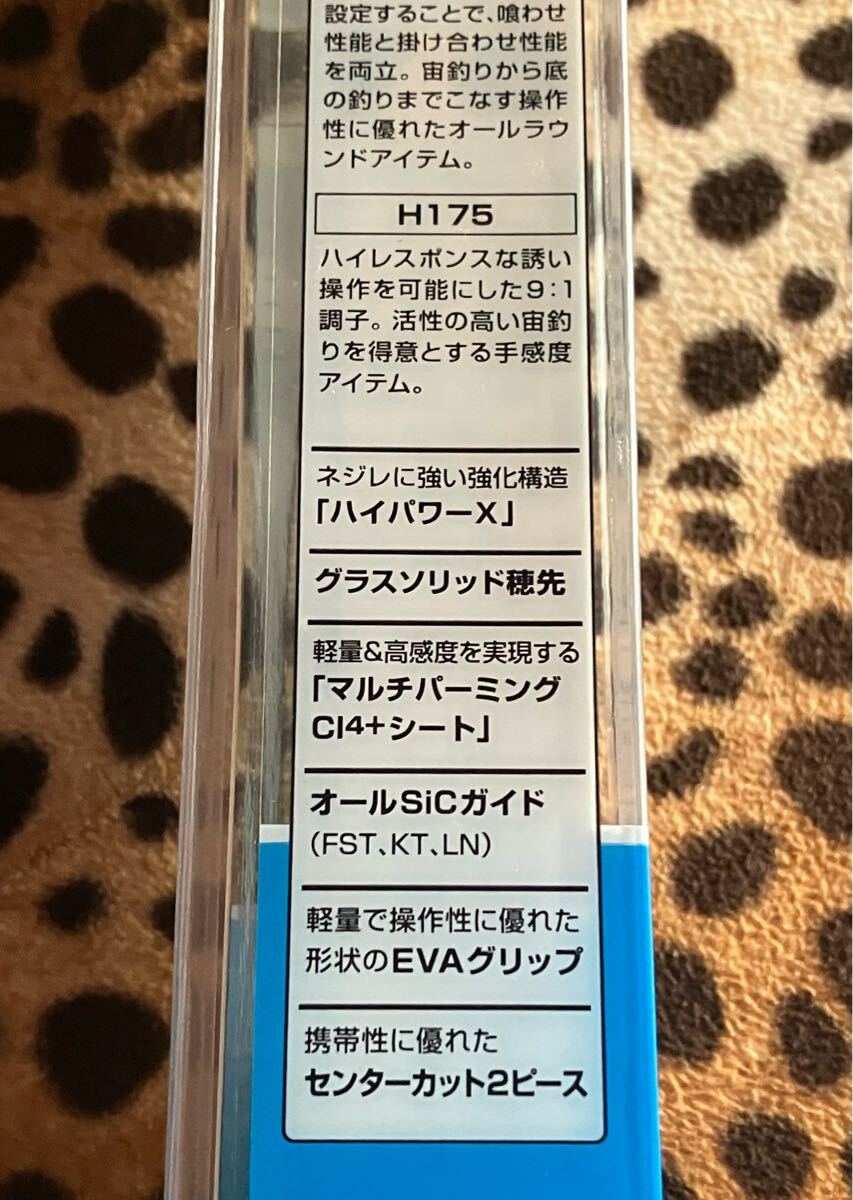 設定することで、喰わせ
性能と掛け合わせ性能
を両立。宙釣りから底
の釣りまでこなす操作
性に優れたオールラウ
ンドアイテム。
H175
ハイレスポンスな誘い
操作を可能にした9:1
調子。活性の高い宙釣
りを得意とする手感度
アイテム。
ネジレに強い強化構造
「ハイパワーX」
グラスソリッド穂先
軽量&高感度を実現する
「マルチパーミング
CI4+シート」
オールSiCガイド
(FST、KT、LN)
軽量で操作性に優れた
形状のEVAグリップ
携帯性に優れた
センターカット2ピース